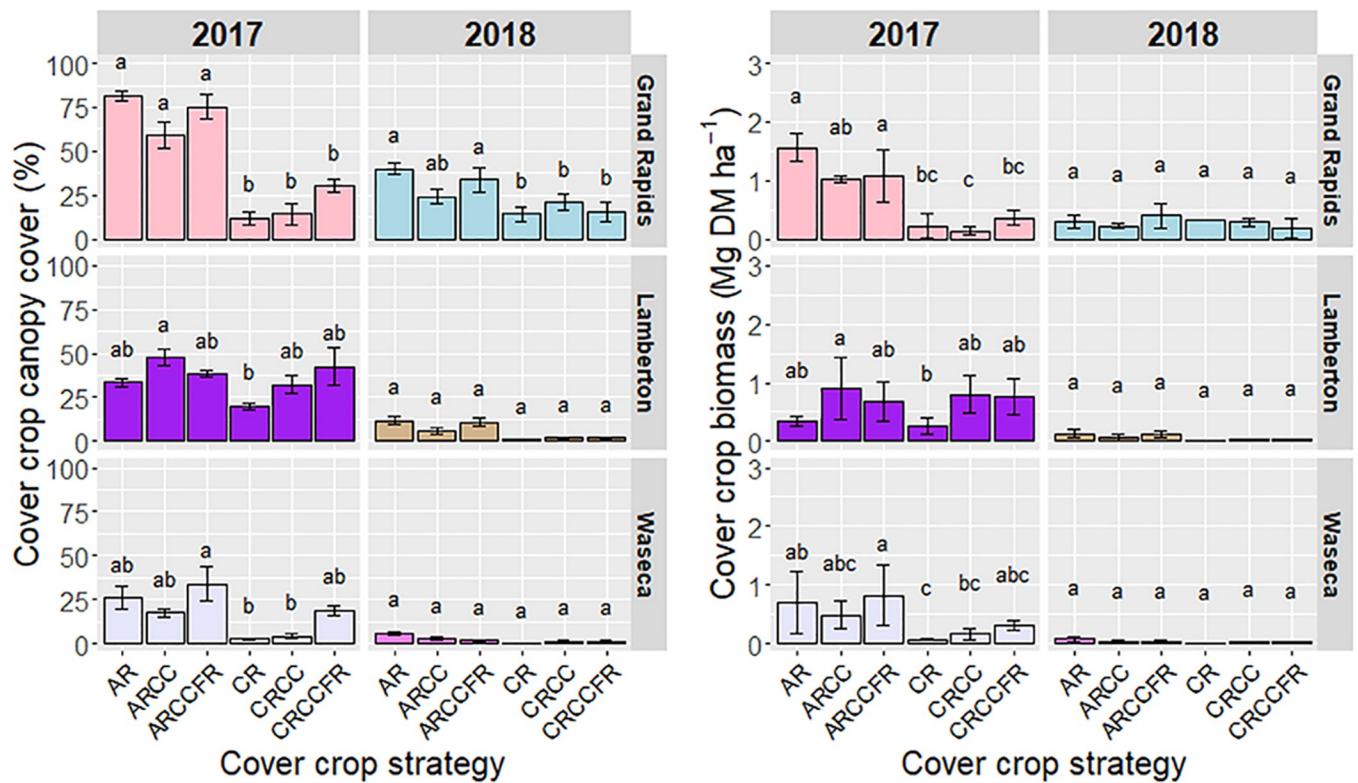 2017 2018
Cover crop canopy cover (%)
100
75
50
25
0
a a a b b b
a ab a b b b
Grand Rapids
100
75
50
25
0
ab a ab b ab ab
a a a a a a
Lamberton
100
75
50
25
0
ab ab a b b ab
a a a a a a
Waseca
AR ARCC ARCCFR CR CRCC CRCCFR
AR ARCC ARCCFR CR CRCC CRCCFR
Cover crop strategy
2017 2018
Cover crop biomass (Mg DM ha⁻¹)
3
2
1
0
a ab a bc c bc
a a a a a a
Grand Rapids
3
2
1
0
ab a ab b ab ab
a a a a a a
Lamberton
3
2
1
0
ab abc a c bc abc
a a a a a a
Waseca
AR ARCC ARCCFR CR CRCC CRCCFR
AR ARCC ARCCFR CR CRCC CRCCFR
Cover crop strategy